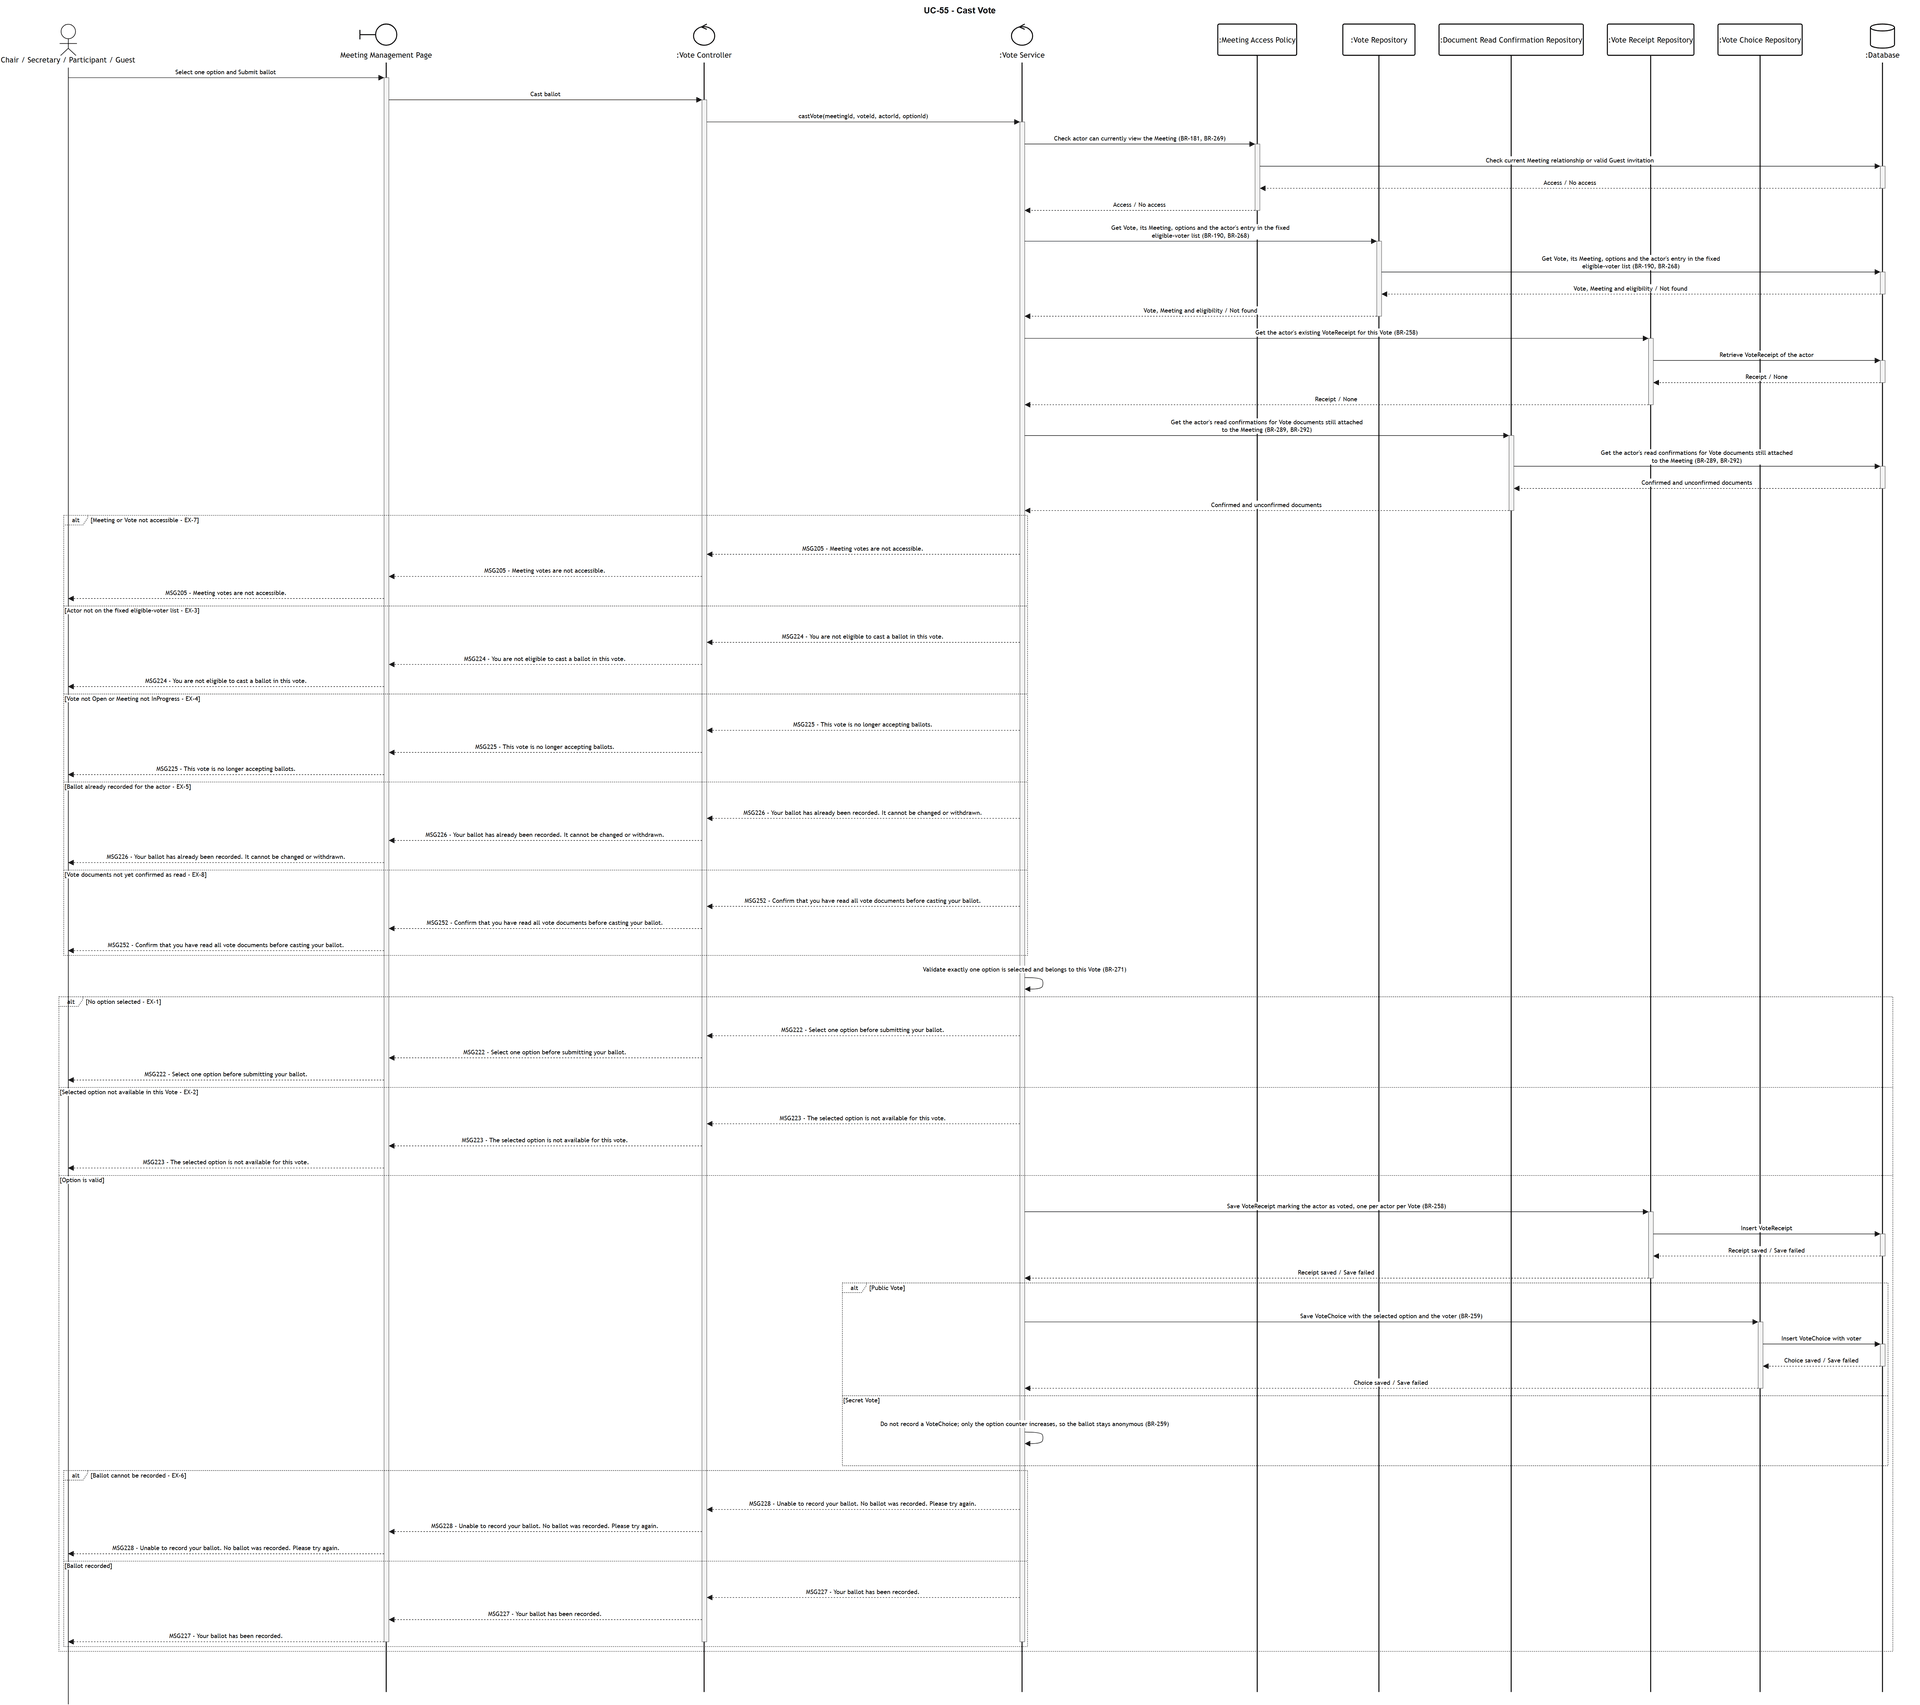 UC-55 - Cast Vote
Chair / Secretary / Participant / Guest
Meeting Management Page
:Vote Controller
:Vote Service
:Meeting Access Policy
:Vote Repository
:Document Read Confirmation Repository
:Vote Receipt Repository
:Vote Choice Repository
:Database
Select one option and Submit ballot
Cast ballot
castVote(meetingId, voteId, actorId, optionId)
Check actor can currently view the Meeting (BR-181, BR-269)
Check current Meeting relationship or valid Guest invitation
Access / No access
Access / No access
Get Vote, its Meeting, options and the actor's entry in the fixed
eligible-voter list (BR-190, BR-268)
Get Vote, its Meeting, options and the actor's entry in the fixed
eligible-voter list (BR-190, BR-268)
Vote, Meeting and eligibility / Not found
Vote, Meeting and eligibility / Not found
Get the actor's existing VoteReceipt for this Vote (BR-258)
Retrieve VoteReceipt of the actor
Receipt / None
Receipt / None
Get the actor's read confirmations for Vote documents still attached
to the Meeting (BR-289, BR-292)
Get the actor's read confirmations for Vote documents still attached
to the Meeting (BR-289, BR-292)
Confirmed and unconfirmed documents
Confirmed and unconfirmed documents
alt [Meeting or Vote not accessible - EX-7]
MSG205 - Meeting votes are not accessible.
MSG205 - Meeting votes are not accessible.
MSG205 - Meeting votes are not accessible.
[Actor not on the fixed eligible-voter list - EX-3]
MSG224 - You are not eligible to cast a ballot in this vote.
MSG224 - You are not eligible to cast a ballot in this vote.
MSG224 - You are not eligible to cast a ballot in this vote.
[Vote not Open or Meeting not InProgress - EX-4]
MSG225 - This vote is no longer accepting ballots.
MSG225 - This vote is no longer accepting ballots.
MSG225 - This vote is no longer accepting ballots.
[Ballot already recorded for the actor - EX-5]
MSG226 - Your ballot has already been recorded. It cannot be changed or withdrawn.
MSG226 - Your ballot has already been recorded. It cannot be changed or withdrawn.
MSG226 - Your ballot has already been recorded. It cannot be changed or withdrawn.
[Vote documents not yet confirmed as read - EX-8]
MSG252 - Confirm that you have read all vote documents before casting your ballot.
MSG252 - Confirm that you have read all vote documents before casting your ballot.
MSG252 - Confirm that you have read all vote documents before casting your ballot.
Validate exactly one option is selected and belongs to this Vote (BR-271)
alt [No option selected - EX-1]
MSG222 - Select one option before submitting your ballot.
MSG222 - Select one option before submitting your ballot.
MSG222 - Select one option before submitting your ballot.
[Selected option not available in this Vote - EX-2]
MSG223 - The selected option is not available for this vote.
MSG223 - The selected option is not available for this vote.
MSG223 - The selected option is not available for this vote.
[Option is valid]
Save VoteReceipt marking the actor as voted, one per actor per Vote (BR-258)
Insert VoteReceipt
Receipt saved / Save failed
Receipt saved / Save failed
alt [Public Vote]
Save VoteChoice with the selected option and the voter (BR-259)
Insert VoteChoice with voter
Choice saved / Save failed
Choice saved / Save failed
[Secret Vote]
Do not record a VoteChoice; only the option counter increases, so the ballot stays anonymous (BR-259)
alt [Ballot cannot be recorded - EX-6]
MSG228 - Unable to record your ballot. No ballot was recorded. Please try again.
MSG228 - Unable to record your ballot. No ballot was recorded. Please try again.
MSG228 - Unable to record your ballot. No ballot was recorded. Please try again.
[Ballot recorded]
MSG227 - Your ballot has been recorded.
MSG227 - Your ballot has been recorded.
MSG227 - Your ballot has been recorded.